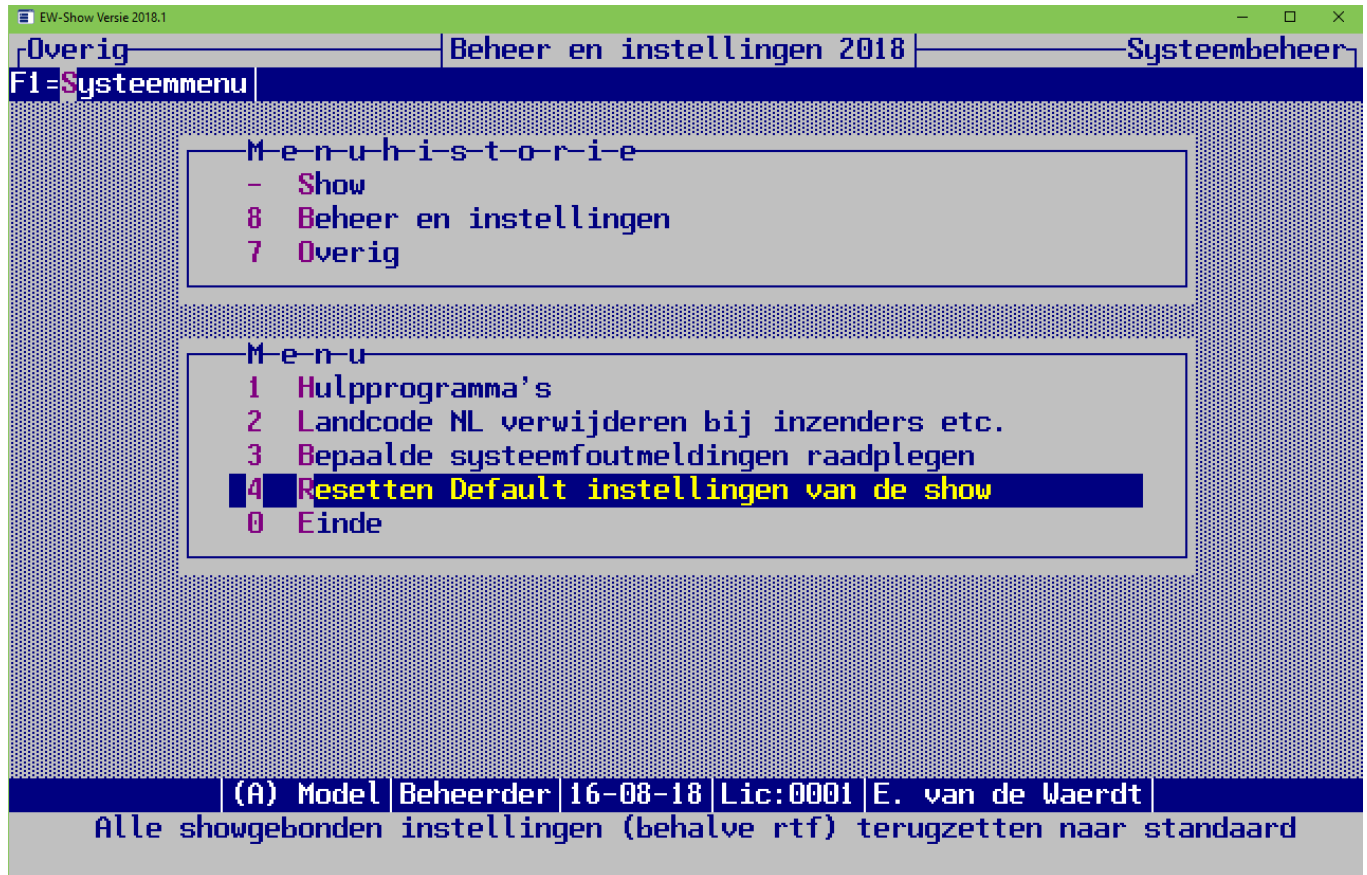 EW-Show Versie 2018.1
Overig Beheer en instellingen 2018 Systeembeheer
F1=Systeemmenu
M-e-n-u-h-i-s-t-o-r-i-e
- Show
8 Beheer en instellingen
7 Overig
M-e-n-u
1 Hulpprogramma's
2 Landcode NL verwijderen bij inzenders etc.
3 Bepaalde systeemfoutmeldingen raadplegen
4 Resetten Default instellingen van de show
0 Einde
(A) Model|Beheerder|16-08-18|Lic:0001|E. van de Waerdt|
Alle showgebonden instellingen (behalve rtf) terugzetten naar standaard